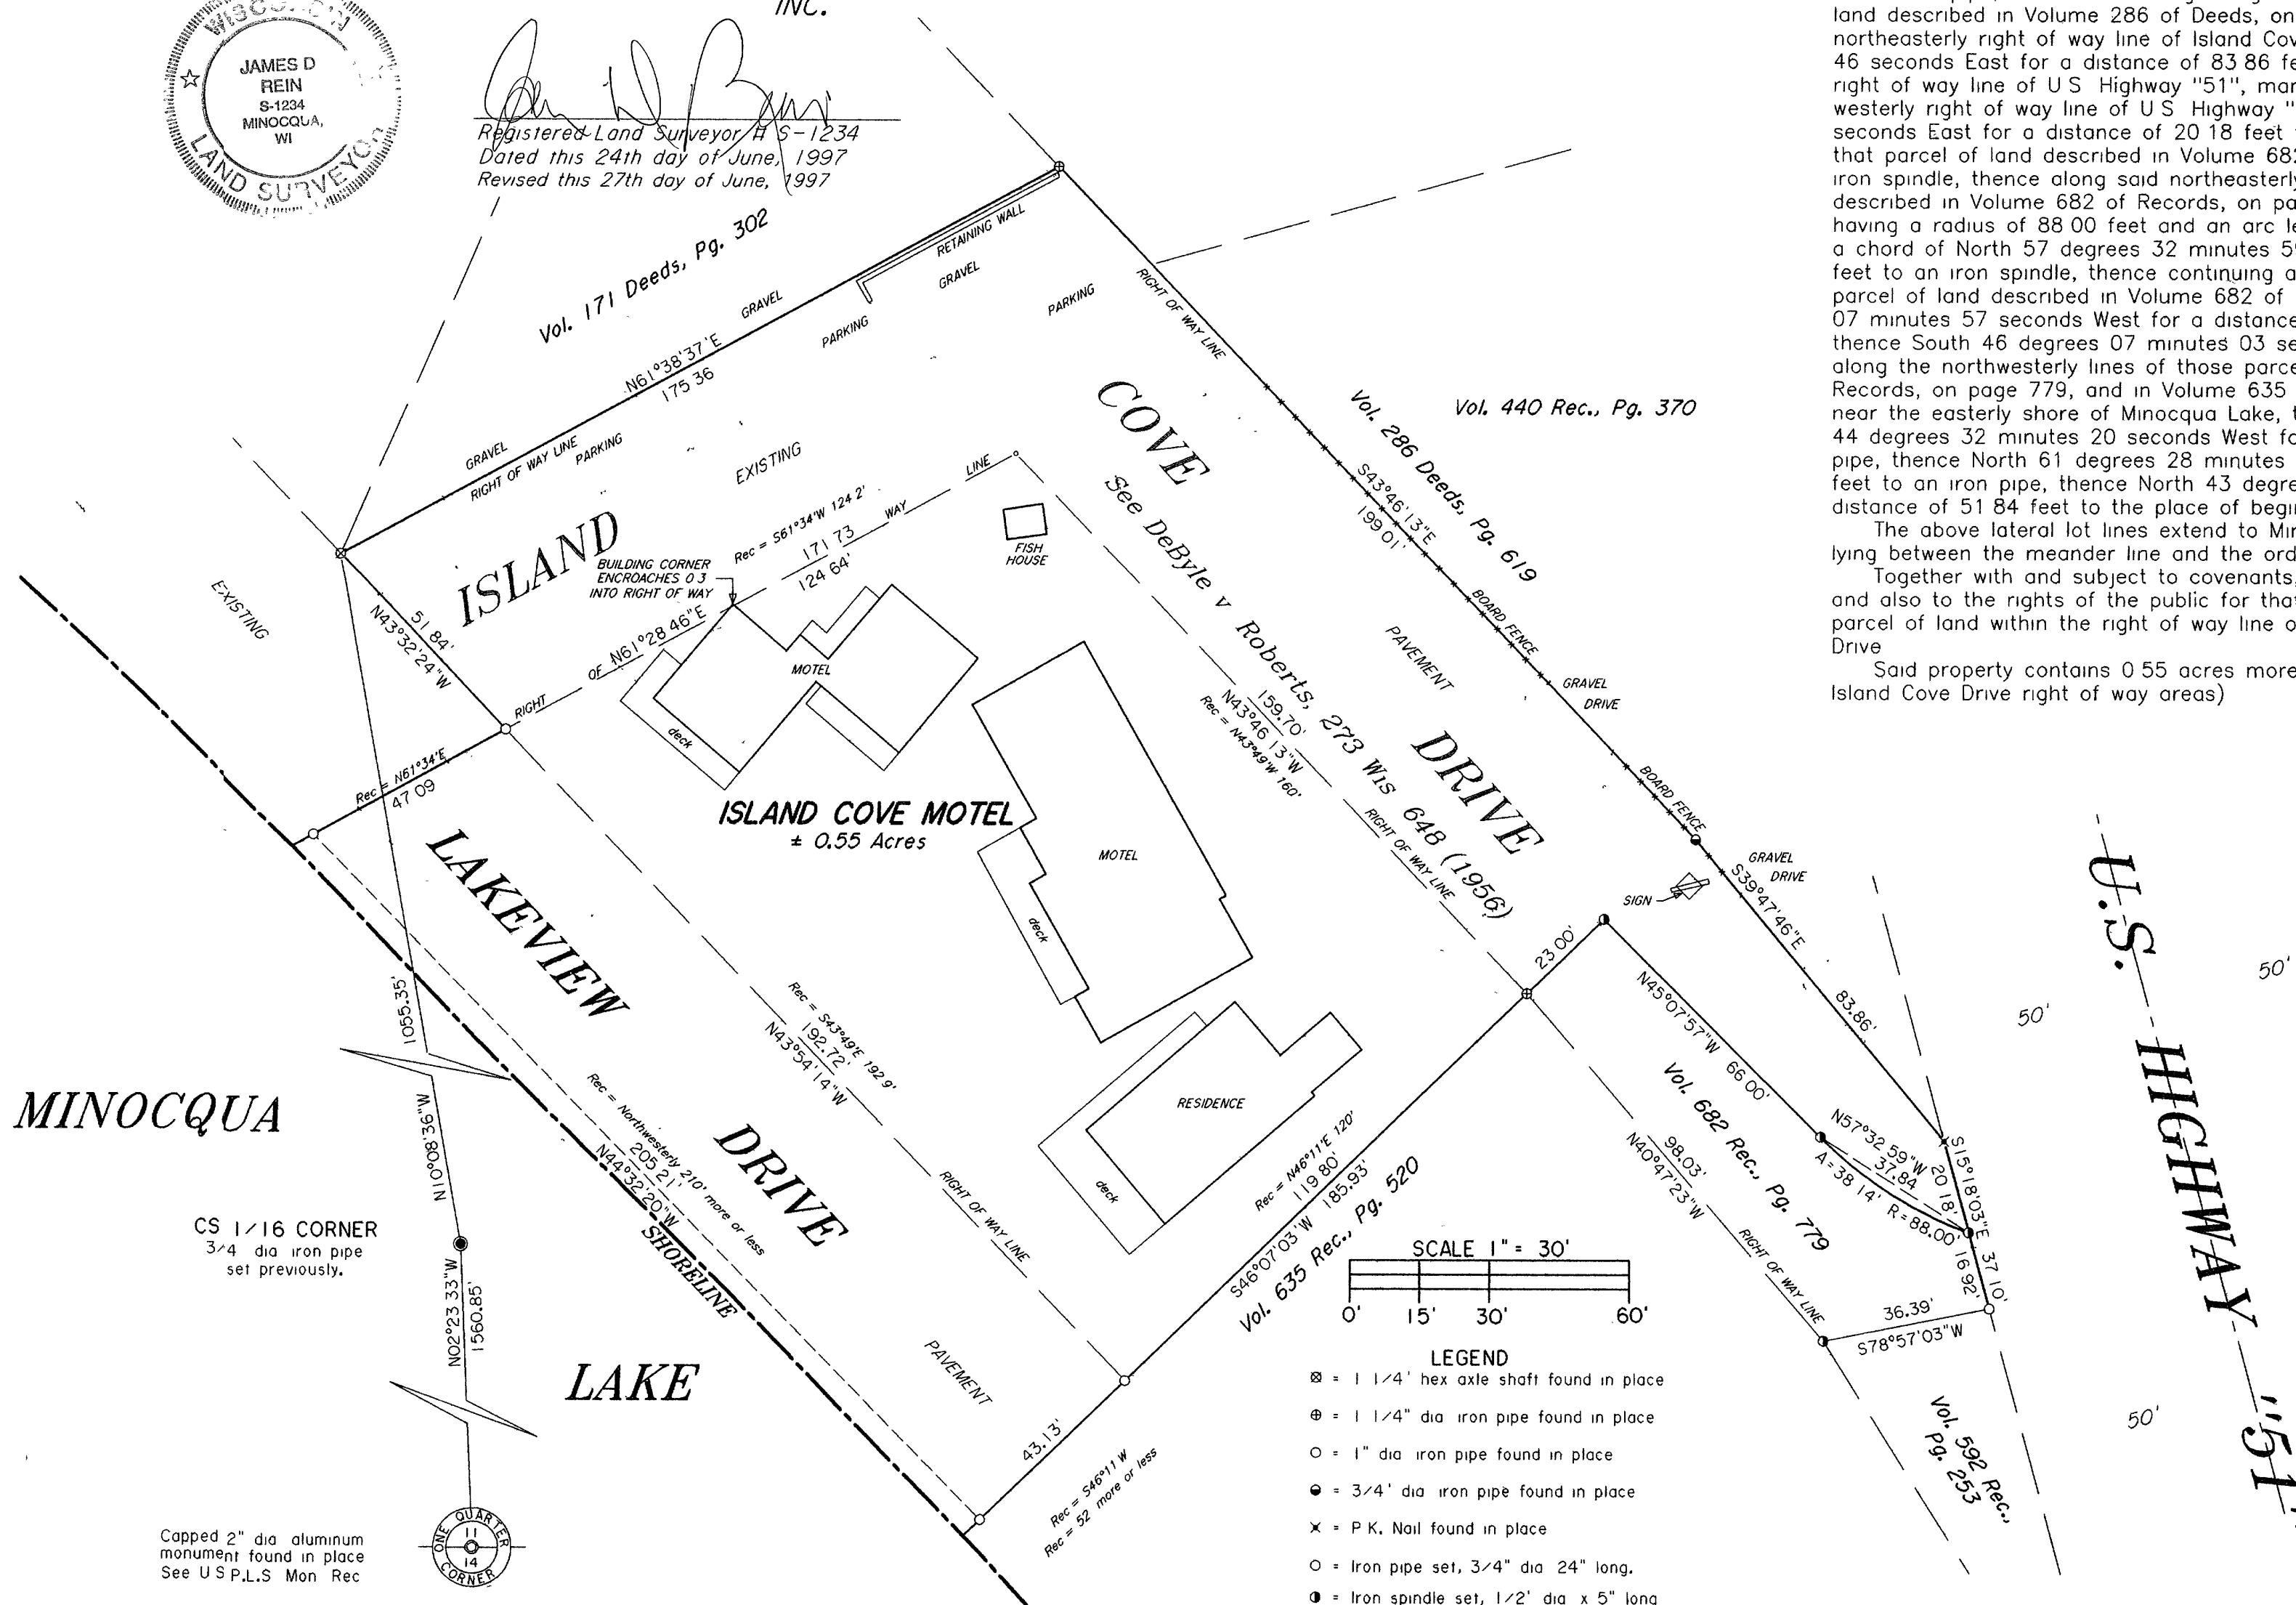 INC.
WISCONSIN
JAMES D
REIN
S-1234
MINOCQUA,
WI
LAND SURVEYOR
Registered Land Surveyor # S-1234
Dated this 24th day of June, 1997
Revised this 27th day of June, 1997
land described in Volume 286 of Deeds, on
northeasterly right of way line of Island Cov
46 seconds East for a distance of 83 86 fe
right of way line of U S Highway "51", mar
westerly right of way line of U S Highway "
seconds East for a distance of 20 18 feet
that parcel of land described in Volume 682
iron spindle, thence along said northeasterly
described in Volume 682 of Records, on pa
having a radius of 88 00 feet and an arc le
a chord of North 57 degrees 32 minutes 59
feet to an iron spindle, thence continuing a
parcel of land described in Volume 682 of
07 minutes 57 seconds West for a distance
thence South 46 degrees 07 minutes 03 se
along the northwesterly lines of those parce
Records, on page 779, and in Volume 635
near the easterly shore of Minocqua Lake, t
44 degrees 32 minutes 20 seconds West fo
pipe, thence North 61 degrees 28 minutes
feet to an iron pipe, thence North 43 degre
distance of 51 84 feet to the place of begin
The above lateral lot lines extend to Min
lying between the meander line and the ord
Together with and subject to covenants,
and also to the rights of the public for that
parcel of land within the right of way line o
Drive
Said property contains 0 55 acres more
Island Cove Drive right of way areas)
Vol. 171 Deeds, Pg. 302
RETAINING WALL
GRAVEL
PARKING
GRAVEL
PARKING
N61°38'37"E
175 36
GRAVEL
RIGHT OF WAY LINE
PARKING
RIGHT OF WAY LINE
Vol. 440 Rec., Pg. 370
Vol. 286 Deeds, Pg. 619
S43°46'13"E
199 01'
EXISTING
EXISTING
ISLAND
COVE
DRIVE
See DeByle v Roberts, 273 Wis 648 (1956)
Rec = S61°34'W 124 2'
171 73
124 64'
RIGHT OF WAY LINE
N61°28 46"E
BUILDING CORNER
ENCROACHES 0 3
INTO RIGHT OF WAY
FISH
HOUSE
51 84'
N43°32'24"W
MOTEL
deck
BOARD FENCE
PAVEMENT
GRAVEL
DRIVE
159.70'
N43°46 13"W
Rec = N43°49'W 160'
RIGHT OF WAY LINE
BOARD FENCE
GRAVEL
DRIVE
SIGN
S39°47'46"E
83.86'
Rec = N61°34'E
47 09
ISLAND COVE MOTEL
± 0.55 Acres
MOTEL
deck
LAKEVIEW
DRIVE
Rec = S43°49'E 192 9'
192.72'
N43°54'14"W
RIGHT OF WAY LINE
23 00'
N45°07'57"W 66 00'
N57°32 59"W
37.84
A = 38 14' R = 88.00'
S15°18'03"E 37 10'
20 18'
16 92'
36.39'
S78°57'03"W
Vol. 682 Rec., Pg. 779
98.03'
N40°47'23"W
RIGHT OF WAY LINE
Vol. 592 Rec.,
Pg. 253
U.S. HIGHWAY "51"
50'
50'
50'
RESIDENCE
deck
Rec = N46°11'E 120'
119 80'
S46°07'03"W 185.93'
Vol. 635 Rec., Pg. 520
MINOCQUA
LAKE
1055.35'
N10°08'36"W
Rec = Northwesterly 210' more or less
205 21'
N44°32'20"W
SHORELINE
CS 1/16 CORNER
3/4 dia iron pipe
set previously.
N02°23 33"W
1560.85'
PAVEMENT
43.13'
Rec = S46°11 W
Rec = 52 more or less
Capped 2" dia aluminum
monument found in place
See U S P.L.S Mon Rec
ONE QUARTER
11
14
CORNER
SCALE 1" = 30'
0' 15' 30' 60'
LEGEND
= 1 1/4' hex axle shaft found in place
= 1 1/4" dia iron pipe found in place
= 1" dia iron pipe found in place
= 3/4' dia iron pipe found in place
= P K. Nail found in place
= Iron pipe set, 3/4" dia 24" long.
= Iron spindle set, 1/2' dia x 5" long